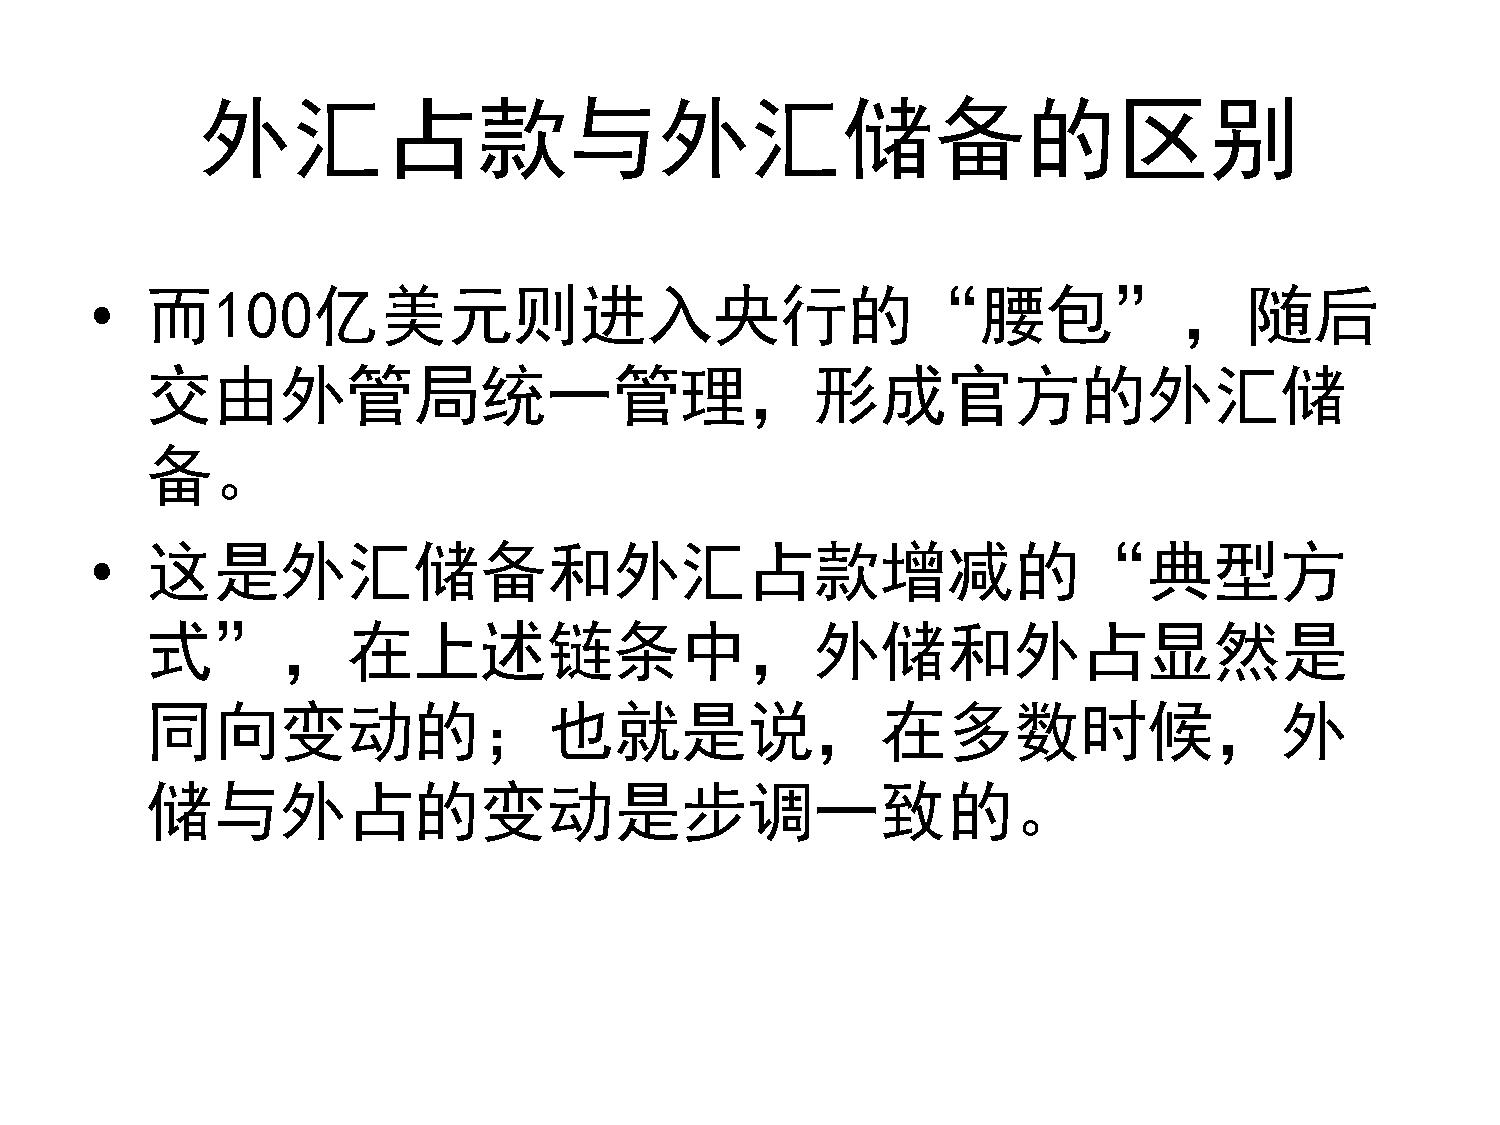 外汇占款与外汇储备的区别
• 而100亿美元则进入央行的“腰包”，随后
交由外管局统一管理，形成官方的外汇储
备。
• 这是外汇储备和外汇占款增减的“典型方
式”，在上述链条中，外储和外占显然是
同向变动的；也就是说，在多数时候，外
储与外占的变动是步调一致的。